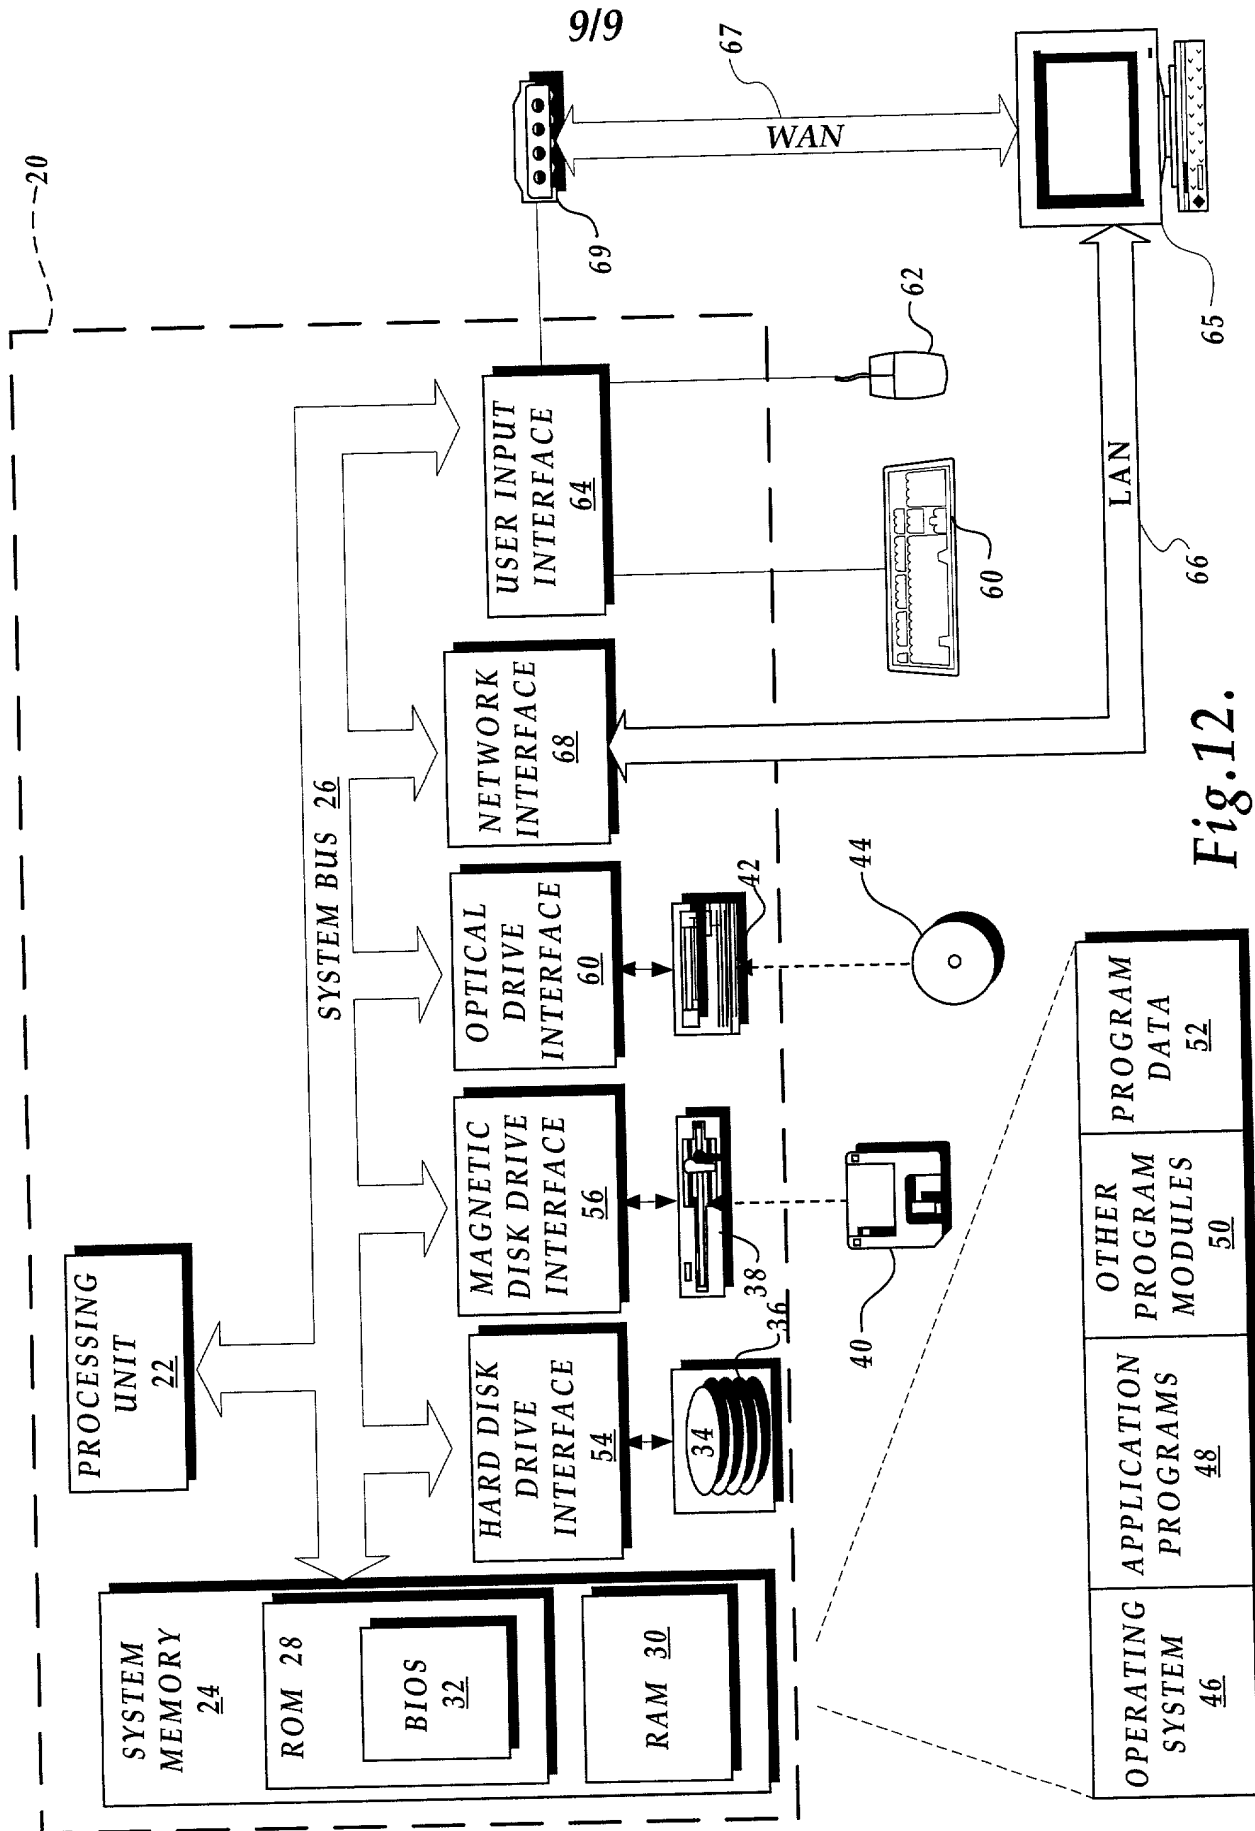 9/9
20
PROCESSING
UNIT
22
SYSTEM BUS 26
SYSTEM
MEMORY
24
ROM 28
BIOS
32
RAM 30
HARD DISK
DRIVE
INTERFACE
54
MAGNETIC
DISK DRIVE
INTERFACE
56
OPTICAL
DRIVE
INTERFACE
60
NETWORK
INTERFACE
68
USER INPUT
INTERFACE
64
34
36
38
42
40
44
60
62
69
WAN
67
65
LAN
66
OPERATING
SYSTEM
46
APPLICATION
PROGRAMS
48
OTHER
PROGRAM
MODULES
50
PROGRAM
DATA
52
Fig.12.